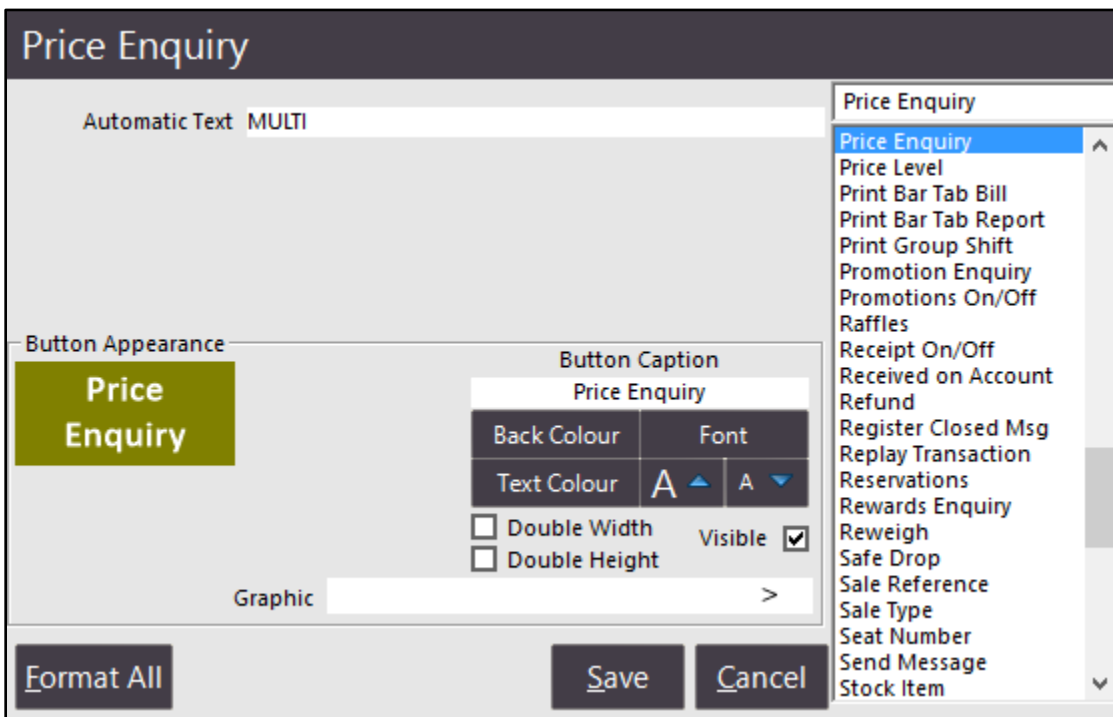 Price Enquiry
Automatic Text MULTI
Button Appearance
Price
Enquiry
Button Caption
Price Enquiry
Back Colour Font
Text Colour A A
Double Width
Visible
Double Height
Graphic >
Format All Save Cancel
Price Enquiry
Price Enquiry
Price Level
Print Bar Tab Bill
Print Bar Tab Report
Print Group Shift
Promotion Enquiry
Promotions On/Off
Raffles
Receipt On/Off
Received on Account
Refund
Register Closed Msg
Replay Transaction
Reservations
Rewards Enquiry
Reweigh
Safe Drop
Sale Reference
Sale Type
Seat Number
Send Message
Stock Item